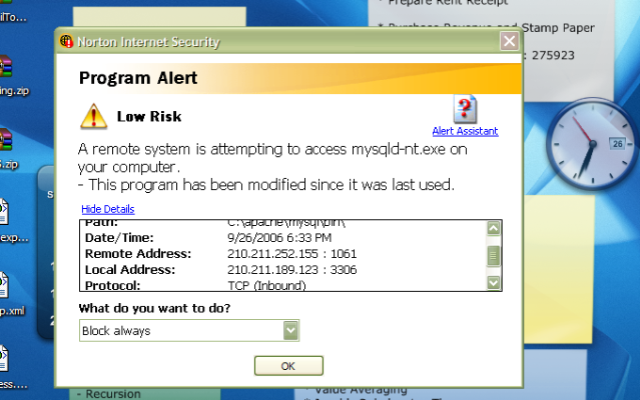 Prepare Rent Receipt
ilTo...
* Purchase Revenue and Stamp Paper
Norton Internet Security
: 275923
Program Alert
ing.zip
Low Risk
Alert Assistant
A remote system is attempting to access mysqld-nt.exe on
your computer.
- This program has been modified since it was last used.
26
.zip
Hide Details
Path: C:\apache\mysql\bin\
exp...
Date/Time: 9/26/2006 6:33 PM
Remote Address: 210.211.252.155 : 1061
Local Address: 210.211.189.123 : 3306
Protocol: TCP (Inbound)
p.xml
What do you want to do?
Block always
OK
ess....
- Recursion
* Value Averaging